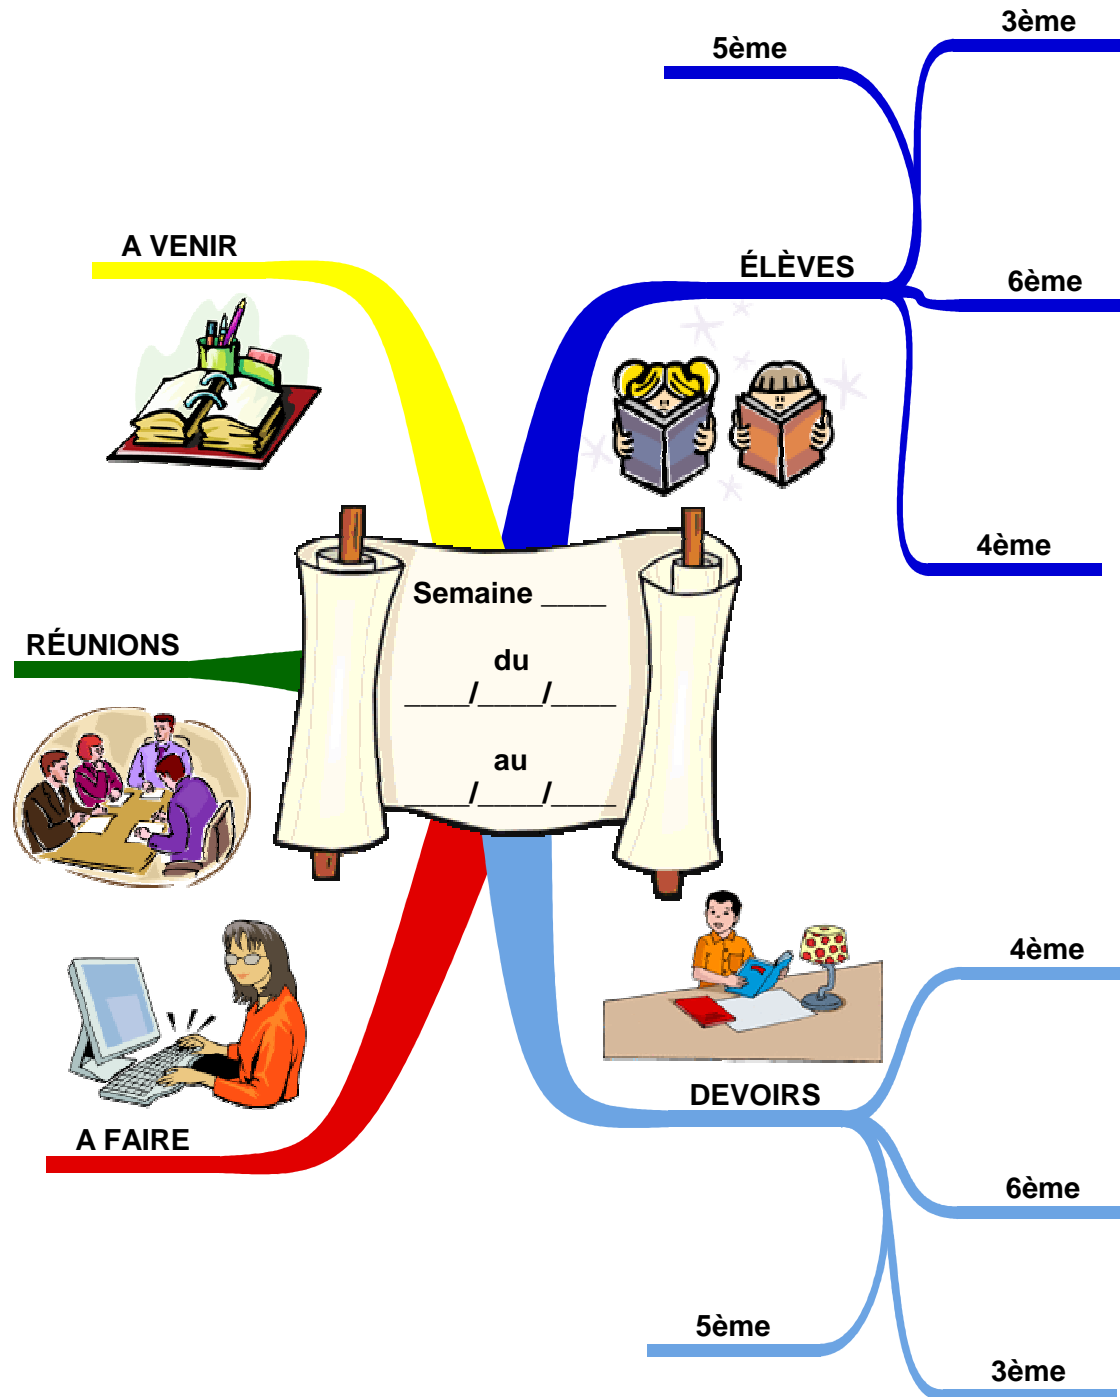 3ème
5ème
A VENIR
ÉLÈVES
6ème
4ème
Semaine ____
du
____/____/____
au
____/____/____
RÉUNIONS
4ème
DEVOIRS
A FAIRE
6ème
5ème
3ème